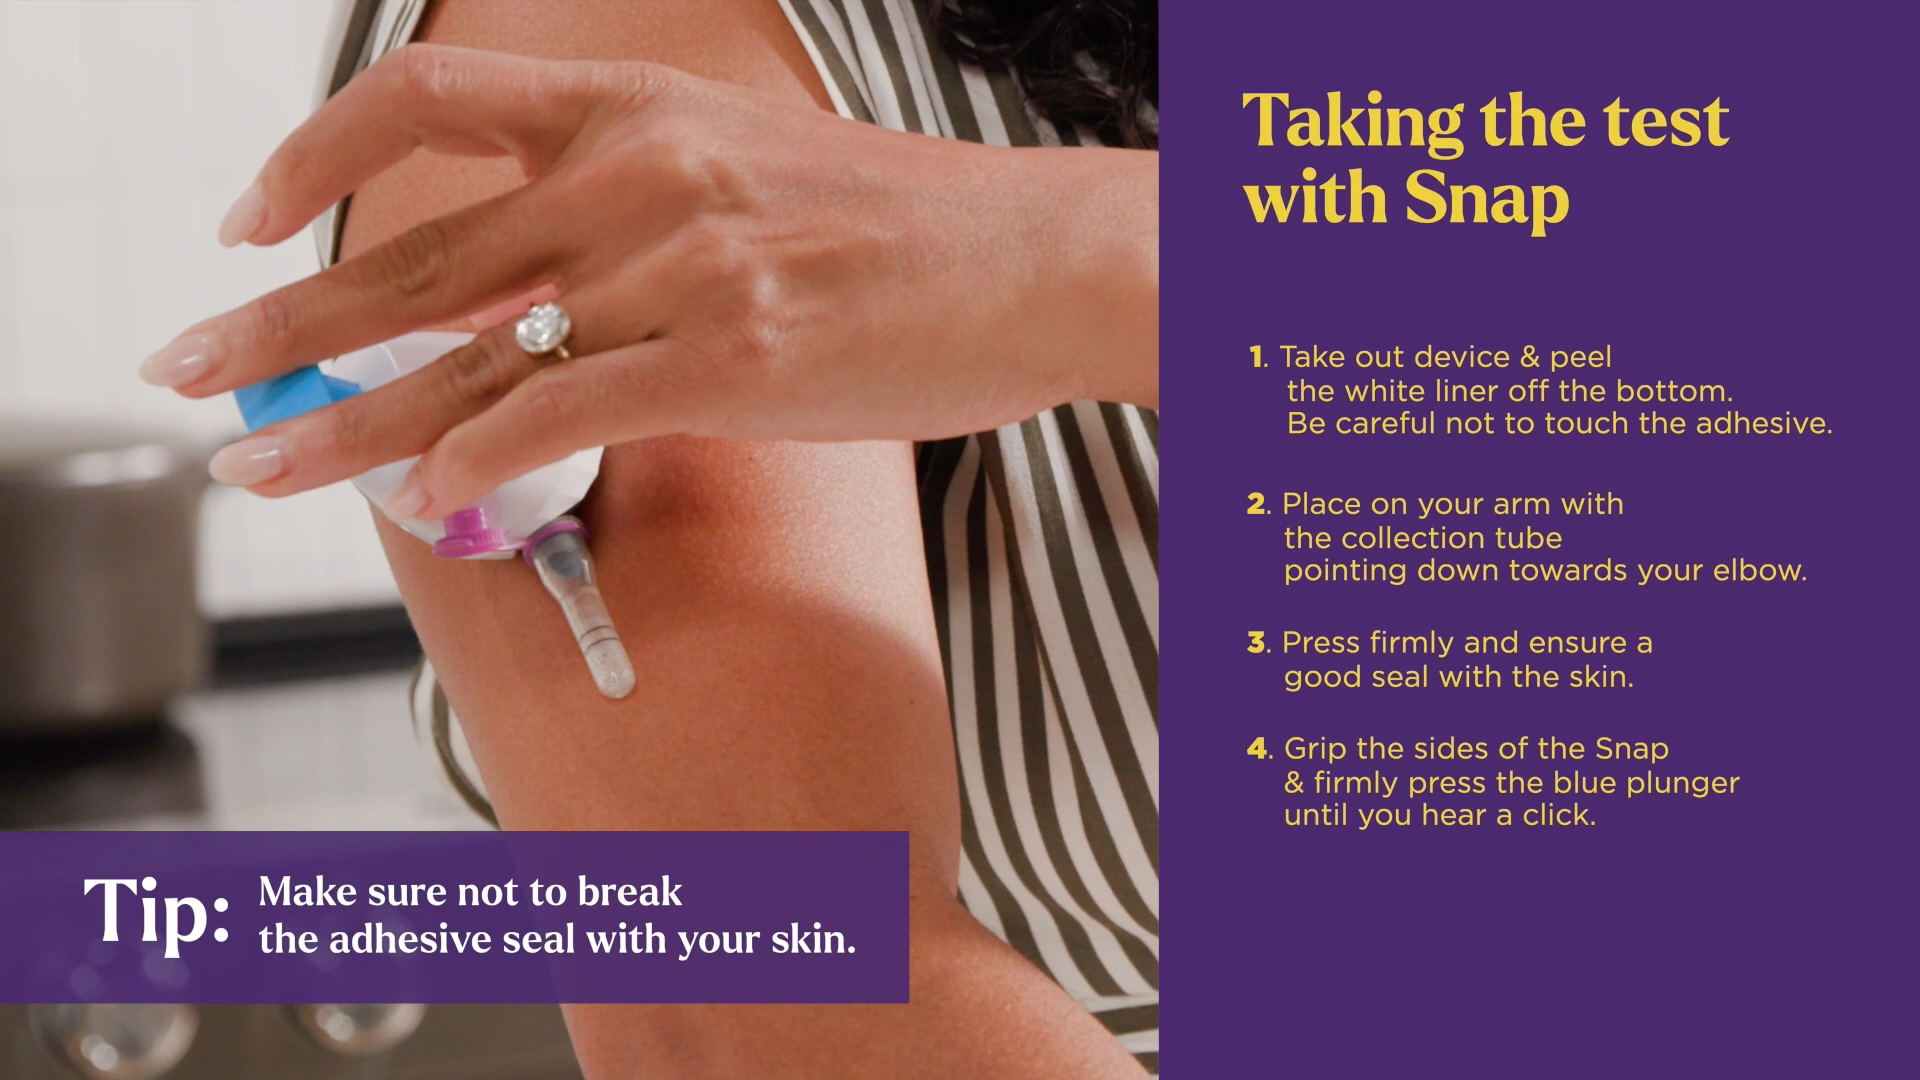 Taking the test
with Snap
1. Take out device & peel
the white liner off the bottom.
Be careful not to touch the adhesive.
2. Place on your arm with
the collection tube
pointing down towards your elbow.
3. Press firmly and ensure a
good seal with the skin.
4. Grip the sides of the Snap
& firmly press the blue plunger
until you hear a click.
Tip: Make sure not to break
the adhesive seal with your skin.